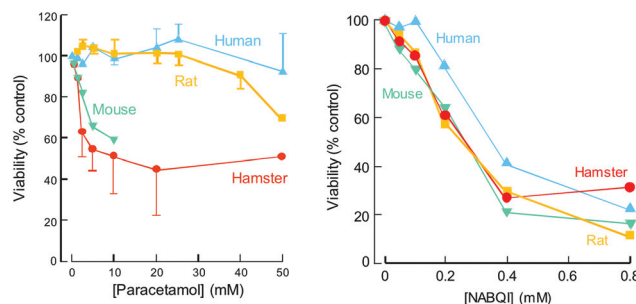 120
100
80
60
40
20
0
Viability (% control)
Human
Rat
Mouse
Hamster
0
10
20
30
40
50
[Paracetamol] (mM)
100
80
60
40
20
0
Viability (% control)
Human
Mouse
Hamster
Rat
0
0.2
0.4
0.6
0.8
[NABQI] (mM)